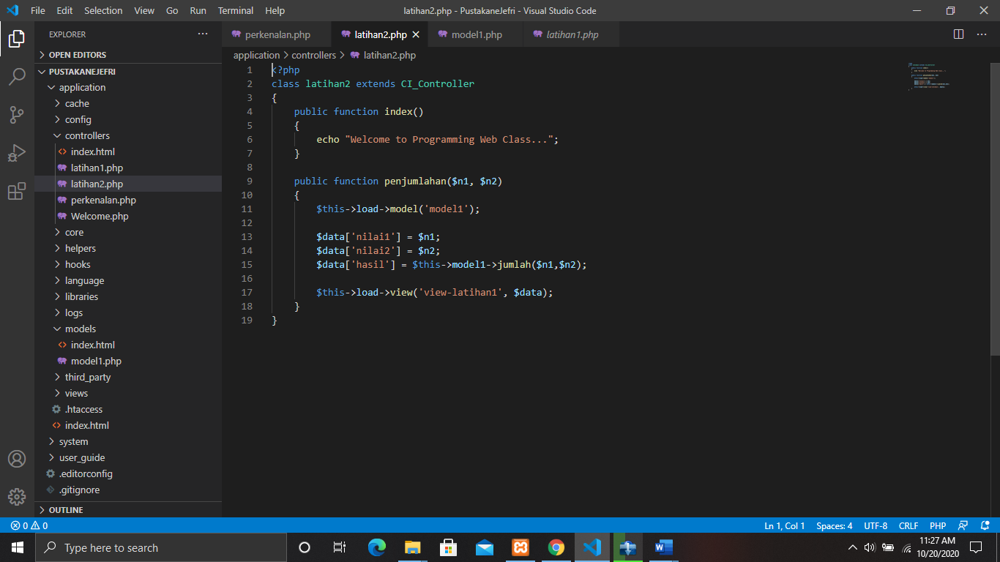 File Edit Selection View Go Run Terminal Help latihan2.php - PustakaneJefri - Visual Studio Code
EXPLORER
OPEN EDITORS
PUSTAKANEJEFRI
application
cache
config
controllers
index.html
latihan1.php
latihan2.php
perkenalan.php
Welcome.php
core
helpers
hooks
language
libraries
logs
models
index.html
model1.php
third_party
views
.htaccess
index.html
system
user_guide
.editorconfig
.gitignore
OUTLINE
perkenalan.php latihan2.php model1.php latihan1.php
application > controllers > latihan2.php
1 <?php
2 class latihan2 extends CI_Controller
3 {
4 public function index()
5 {
6 echo "Welcome to Programming Web Class...";
7 }
8
9 public function penjumlahan($n1, $n2)
10 {
11 $this->load->model('model1');
12
13 $data['nilai1'] = $n1;
14 $data['nilai2'] = $n2;
15 $data['hasil'] = $this->model1->jumlah($n1,$n2);
16
17 $this->load->view('view-latihan1', $data);
18 }
19 }
0 0 Ln 1, Col 1 Spaces: 4 UTF-8 CRLF PHP
Type here to search
11:27 AM
10/20/2020